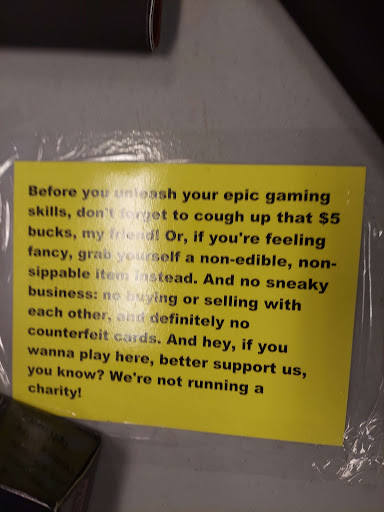 Before you unleash your epic gaming
skills, don't forget to cough up that $5
bucks, my friend! Or, if you're feeling
fancy, grab yourself a non-edible, non-
sippable item instead. And no sneaky
business: no buying or selling with
each other, and definitely no
counterfeit cards. And hey, if you
wanna play here, better support us,
you know? We're not running a
charity!